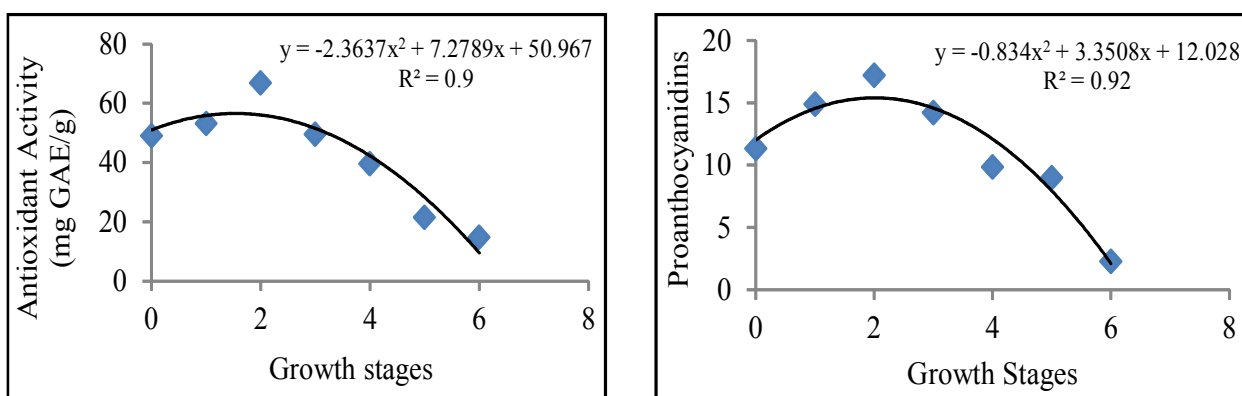 80
60
40
20
0
Antioxidant Activity
(mg GAE/g)
y = -2.3637x² + 7.2789x + 50.967
R² = 0.9
0 2 4 6 8
Growth stages
20
15
10
5
0
Proanthocyanidins
y = -0.834x² + 3.3508x + 12.028
R² = 0.92
0 2 4 6 8
Growth Stages